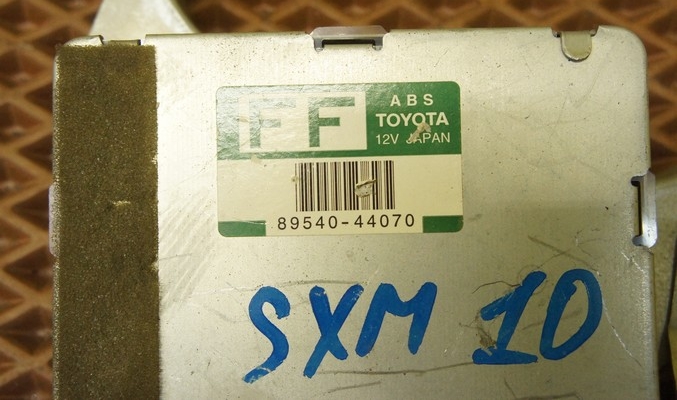 FF
ABS
TOYOTA
12V JAPAN
89540-44070
SXM 10